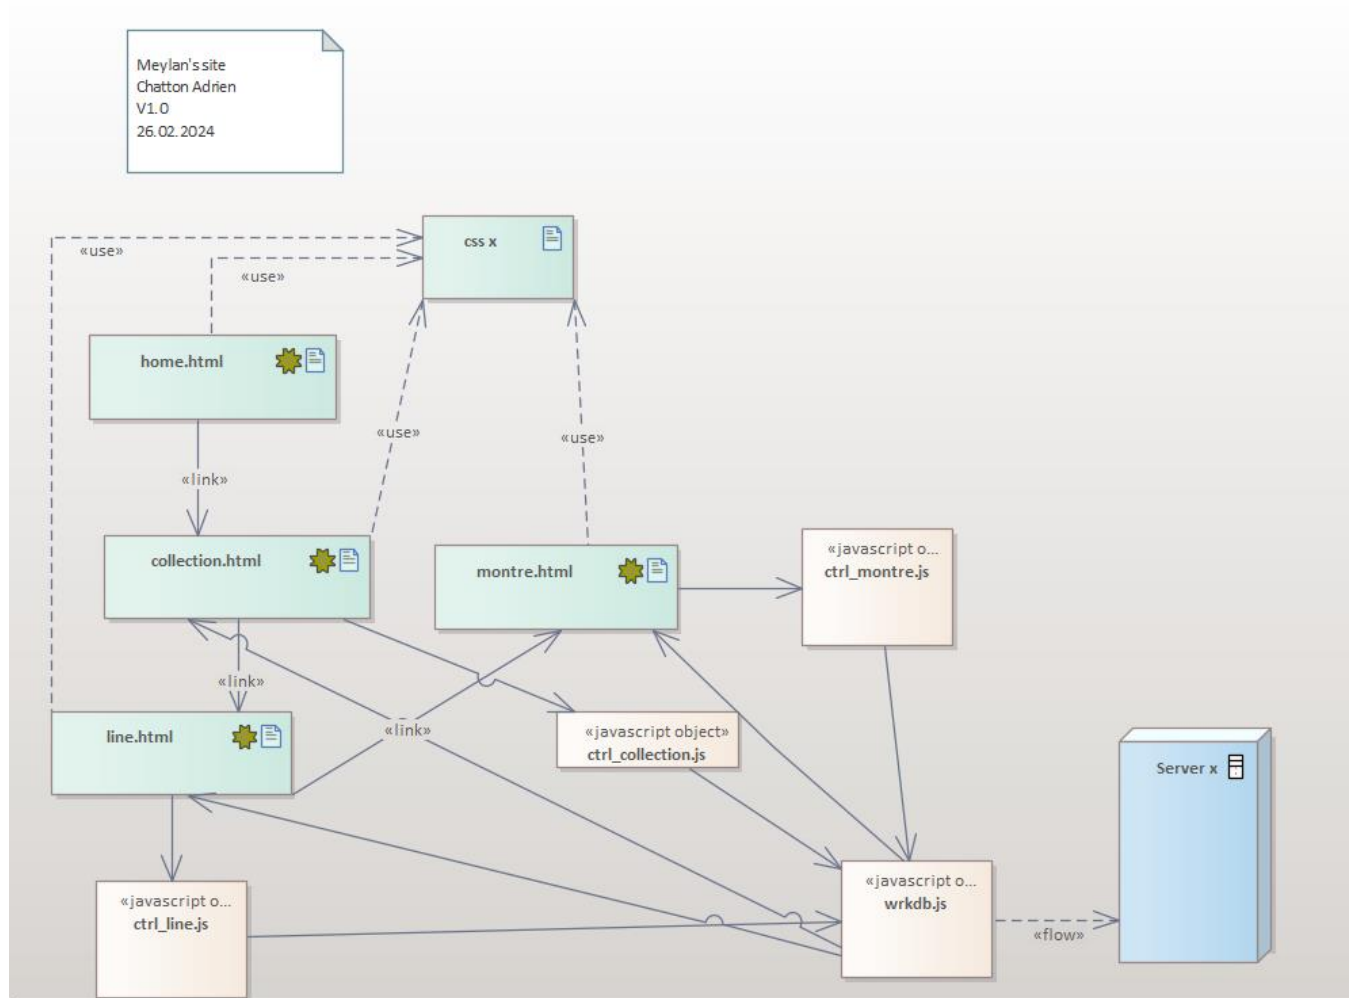 Meylan's site
Chatton Adrien
V1.0
26.02.2024
css x
«use»
«use»
home.html
«use»
«use»
«link»
collection.html
montre.html
«javascript o...
ctrl_montre.js
«link»
line.html
«link»
«javascript object»
ctrl_collection.js
Server x
«javascript o...
ctrl_line.js
«javascript o...
wrkdb.js
«flow»